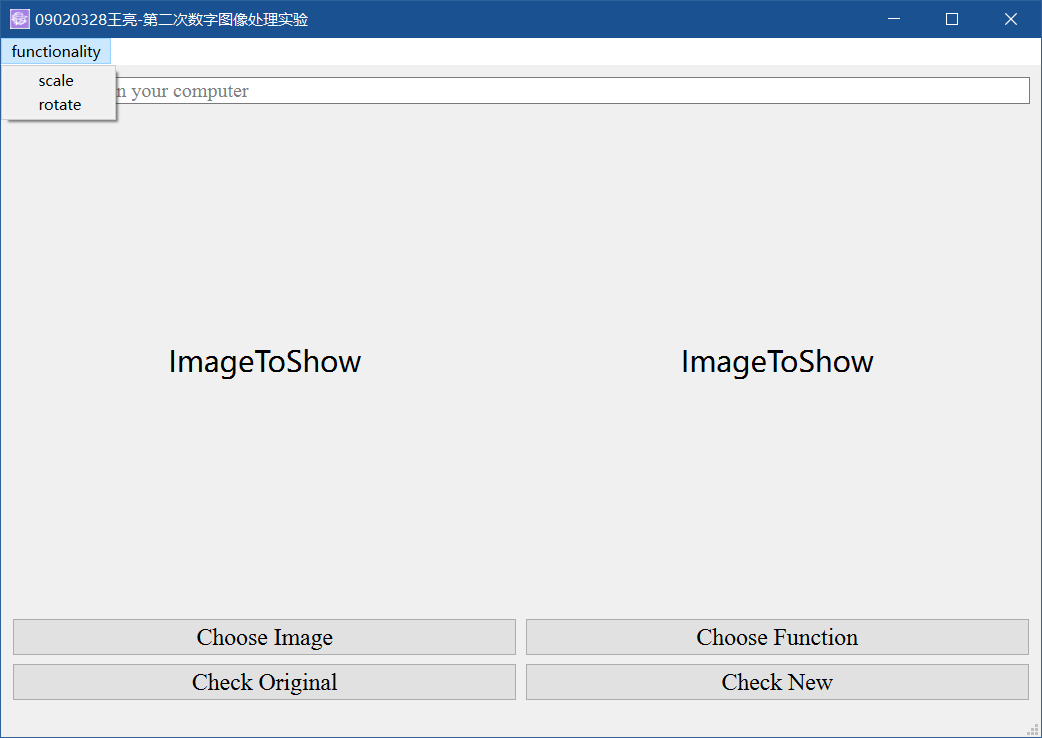 09020328王亮-第二次数字图像处理实验
functionality
scale
rotate
your computer
ImageToShow
ImageToShow
Choose Image
Choose Function
Check Original
Check New